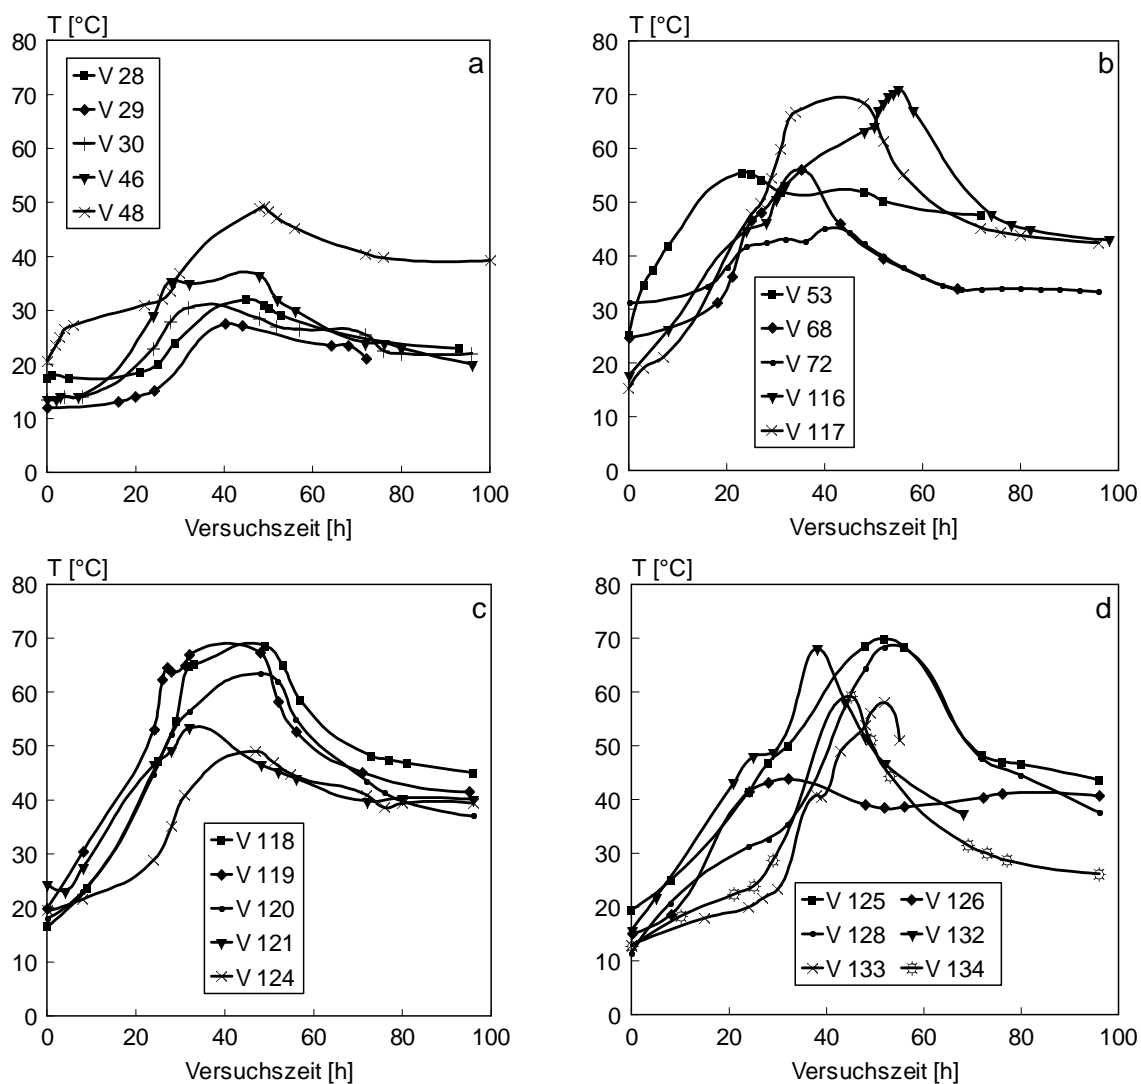 T [°C]
80
70
60
50
40
30
20
10
0
a
V 28
V 29
V 30
V 46
V 48
0 20 40 60 80 100
Versuchszeit [h]
T [°C]
80
70
60
50
40
30
20
10
0
b
V 53
V 68
V 72
V 116
V 117
0 20 40 60 80 100
Versuchszeit [h]
T [°C]
80
70
60
50
40
30
20
10
0
c
V 118
V 119
V 120
V 121
V 124
0 20 40 60 80 100
Versuchszeit [h]
T [°C]
80
70
60
50
40
30
20
10
0
d
V 125 V 126
V 128 V 132
V 133 V 134
0 20 40 60 80 100
Versuchszeit [h]